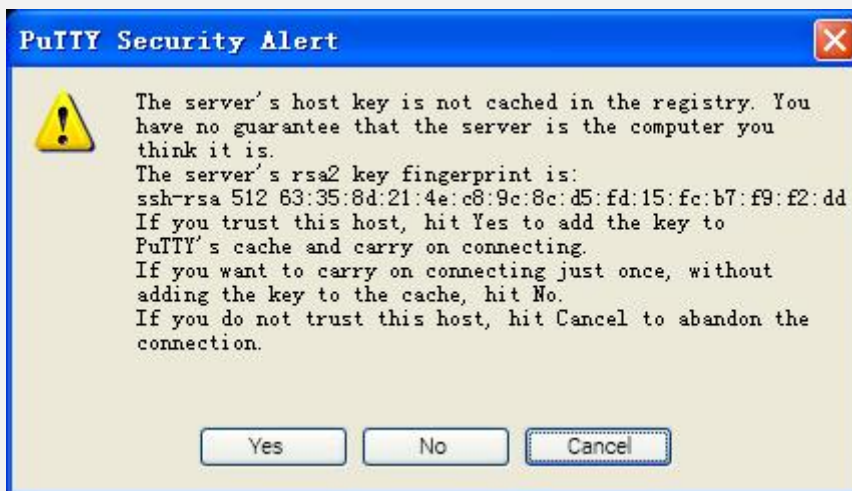 PuTTY Security Alert
The server's host key is not cached in the registry. You
have no guarantee that the server is the computer you
think it is.
The server's rsa2 key fingerprint is:
ssh-rsa 512 63:35:8d:21:4e:c8:9c:8c:d5:fd:15:fc:b7:f9:f2:dd
If you trust this host, hit Yes to add the key to
PuTTY's cache and carry on connecting.
If you want to carry on connecting just once, without
adding the key to the cache, hit No.
If you do not trust this host, hit Cancel to abandon the
connection.
Yes No Cancel